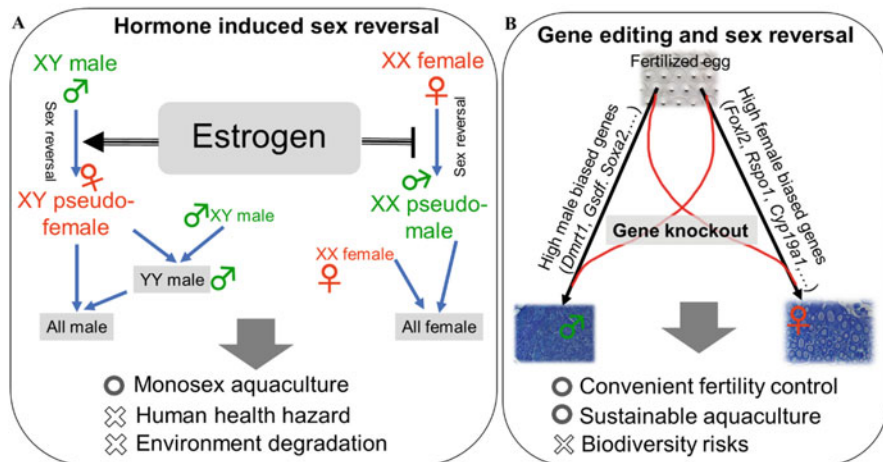 A
Hormone induced sex reversal
XY male
XX female
Sex reversal
Estrogen
Sex reversal
XY pseudo-
female
XX pseudo-
male
XY male
XX female
YY male
All male
All female
Monosex aquaculture
Human health hazard
Environment degradation
B
Gene editing and sex reversal
Fertilized egg
High male biased genes
(Dmrt1, Gsdf. Soxa2,...)
High female biased genes
(Foxl2, Rspo1, Cyp19a1,...)
Gene knockout
Convenient fertility control
Sustainable aquaculture
Biodiversity risks